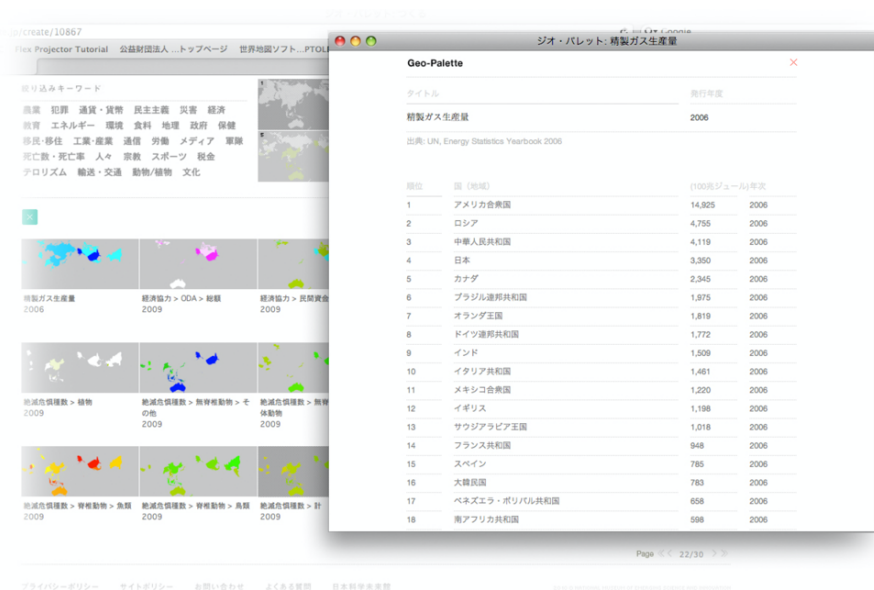 /create/10867
Flex Projector Tutorial 公益財団法人 ...トップページ 世界地図ソフト...PTOL
絞り込みキーワード
農業 犯罪 通貨・貨幣 民主主義 災害 経済
教育 エネルギー 環境 食料 地理 政府 保健
移民・移住 工業・産業 通信 労働 メディア 軍隊
死亡数・死亡率 人々 宗教 スポーツ 税金
テロリズム 輸送・交通 動物/植物 文化
精製ガス生産量
2006
経済協力 > ODA > 総額
2009
経済協力 > 民間資金
2009
絶滅危惧種数 > 植物
2009
絶滅危惧種数 > 無脊椎動物 > そ
の他
2009
絶滅危惧種数 > 無脊
体動物
2009
絶滅危惧種数 > 脊椎動物 > 魚類
2009
絶滅危惧種数 > 脊椎動物 > 鳥類
2009
絶滅危惧種数 > 計
2009
ジオ・パレット: 精製ガス生産量
Geo-Palette
タイトル 発行年度
精製ガス生産量 2006
出典: UN, Energy Statistics Yearbook 2006
順位 国（地域） (100兆ジュール) 年次
1 アメリカ合衆国 14,925 2006
2 ロシア 4,755 2006
3 中華人民共和国 4,119 2006
4 日本 3,350 2006
5 カナダ 2,345 2006
6 ブラジル連邦共和国 1,975 2006
7 オランダ王国 1,819 2006
8 ドイツ連邦共和国 1,772 2006
9 インド 1,509 2006
10 イタリア共和国 1,461 2006
11 メキシコ合衆国 1,220 2006
12 イギリス 1,198 2006
13 サウジアラビア王国 1,018 2006
14 フランス共和国 948 2006
15 スペイン 785 2006
16 大韓民国 783 2006
17 ベネズエラ・ボリバル共和国 658 2006
18 南アフリカ共和国 598 2006
Page 22/30
プライバシーポリシー サイトポリシー お問い合わせ よくある質問 日本科学未来館